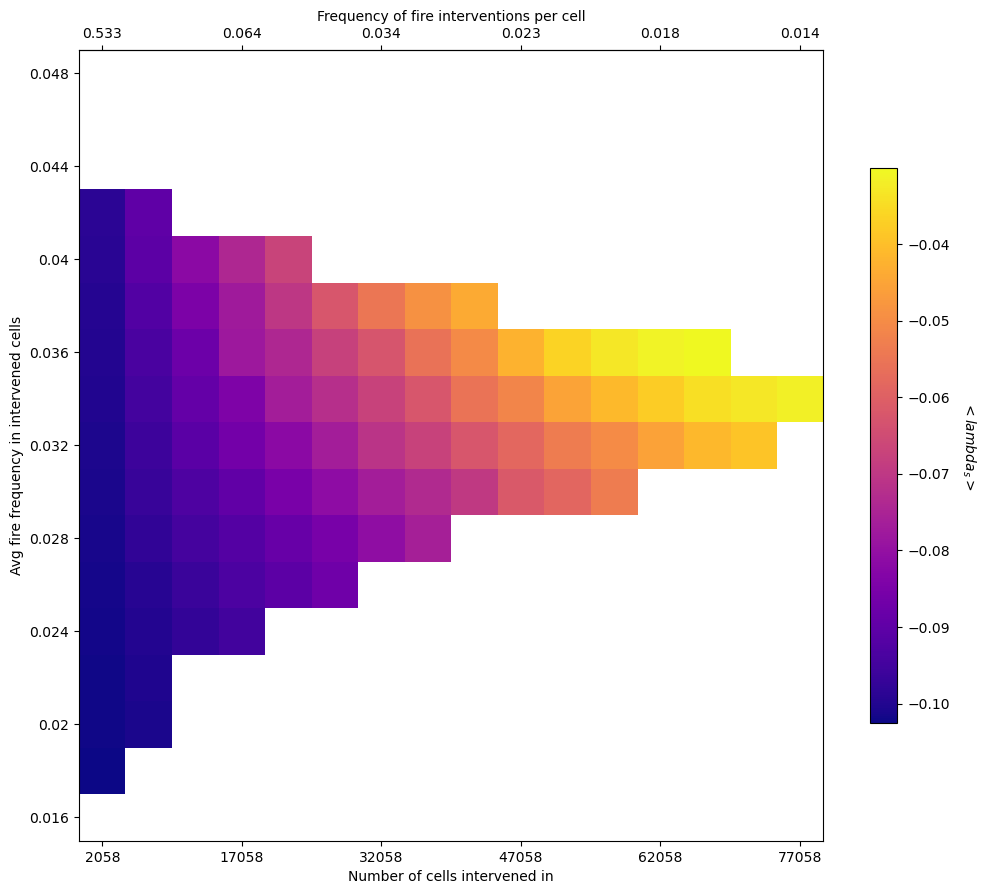 Frequency of fire interventions per cell
0.533 0.064 0.034 0.023 0.018 0.014
0.048
0.044
0.04
0.036
0.032
0.028
0.024
0.02
0.016
Avg fire frequency in intervened cells
2058 17058 32058 47058 62058 77058
Number of cells intervened in
−0.04
−0.05
−0.06
−0.07
−0.08
−0.09
−0.10
<lambda_s>